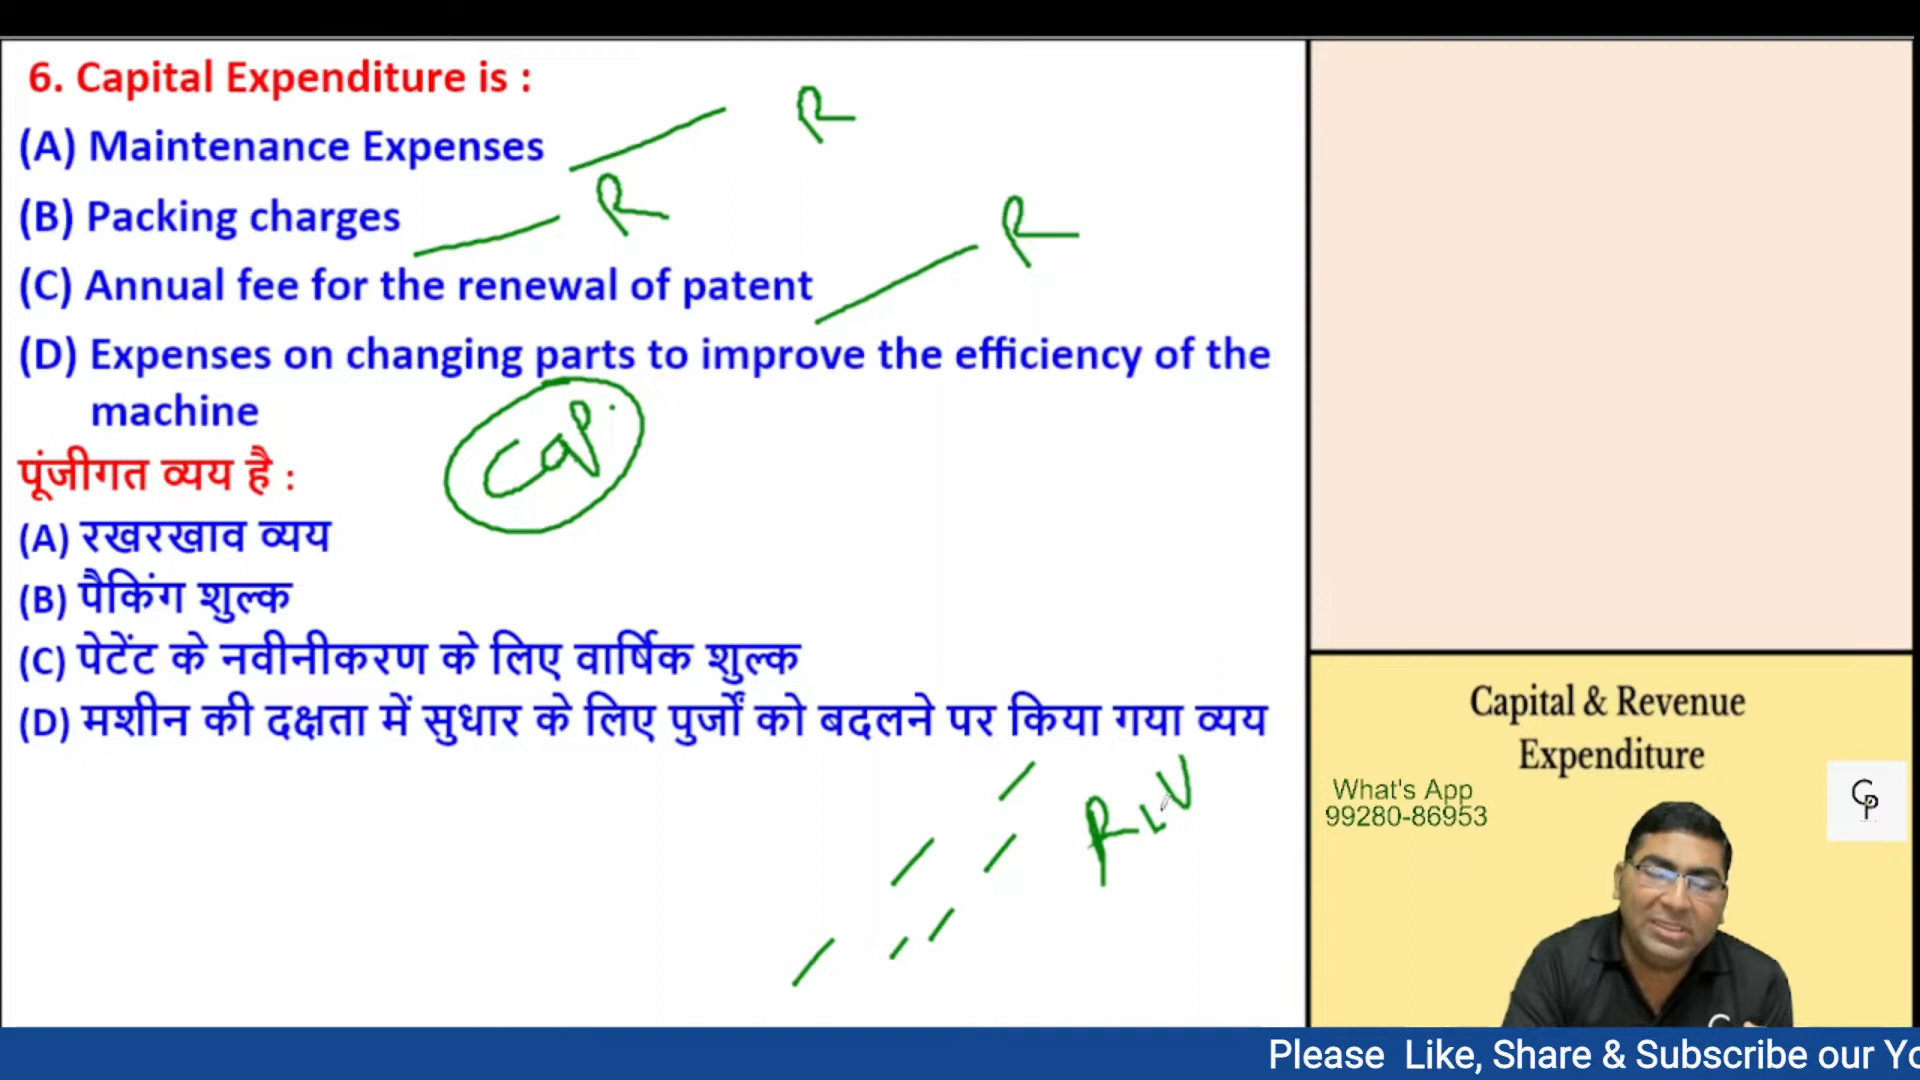 6. Capital Expenditure is :
(A) Maintenance Expenses
R
(B) Packing charges
R
(C) Annual fee for the renewal of patent
R
(D) Expenses on changing parts to improve the efficiency of the
machine
Cap.
पूंजीगत व्यय है :
(A) रखरखाव व्यय
(B) पैकिंग शुल्क
(C) पेटेंट के नवीनीकरण के लिए वार्षिक शुल्क
(D) मशीन की दक्षता में सुधार के लिए पुर्जों को बदलने पर किया गया व्यय
Capital & Revenue
Expenditure
What's App
99280-86953
CP
Please Like, Share & Subscribe our Yo